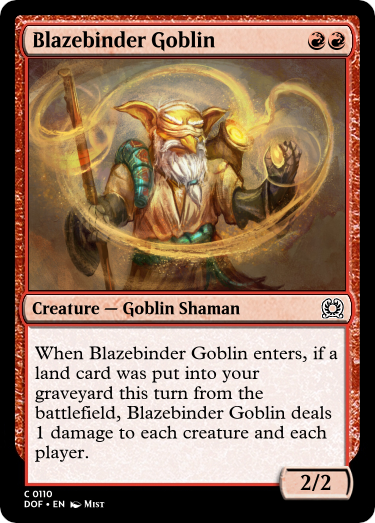 Blazebinder Goblin
Creature — Goblin Shaman
When Blazebinder Goblin enters, if a
land card was put into your
graveyard this turn from the
battlefield, Blazebinder Goblin deals
1 damage to each creature and each
player.
2/2
C 0110
DOF • EN Mist